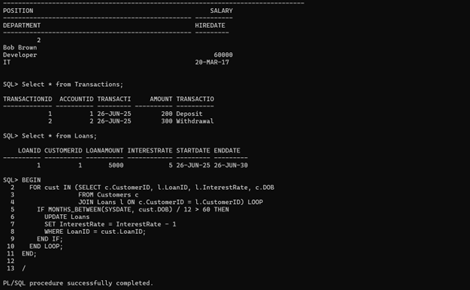 POSITION                                                     SALARY
DEPARTMENT                                               HIREDATE
         2
Bob Brown
Developer                                                     60000
IT                                                       20-MAR-17
SQL> Select * from Transactions;
TRANSACTIONID  ACCOUNTID TRANSACTI     AMOUNT TRANSACTIO
            1          1 26-JUN-25        200 Deposit
            2          2 26-JUN-25        300 Withdrawal
SQL> Select * from Loans;
    LOANID CUSTOMERID LOANAMOUNT INTERESTRATE STARTDATE ENDDATE
         1          1       5000            5 26-JUN-25 26-JUN-30
SQL> BEGIN
  2    FOR cust IN (SELECT c.CustomerID, l.LoanID, l.InterestRate, c.DOB
  3                 FROM Customers c
  4                 JOIN Loans l ON c.CustomerID = l.CustomerID) LOOP
  5      IF MONTHS_BETWEEN(SYSDATE, cust.DOB) / 12 > 60 THEN
  6        UPDATE Loans
  7        SET InterestRate = InterestRate - 1
  8        WHERE LoanID = cust.LoanID;
  9      END IF;
 10    END LOOP;
 11  END;
 12
 13  /
PL/SQL procedure successfully completed.